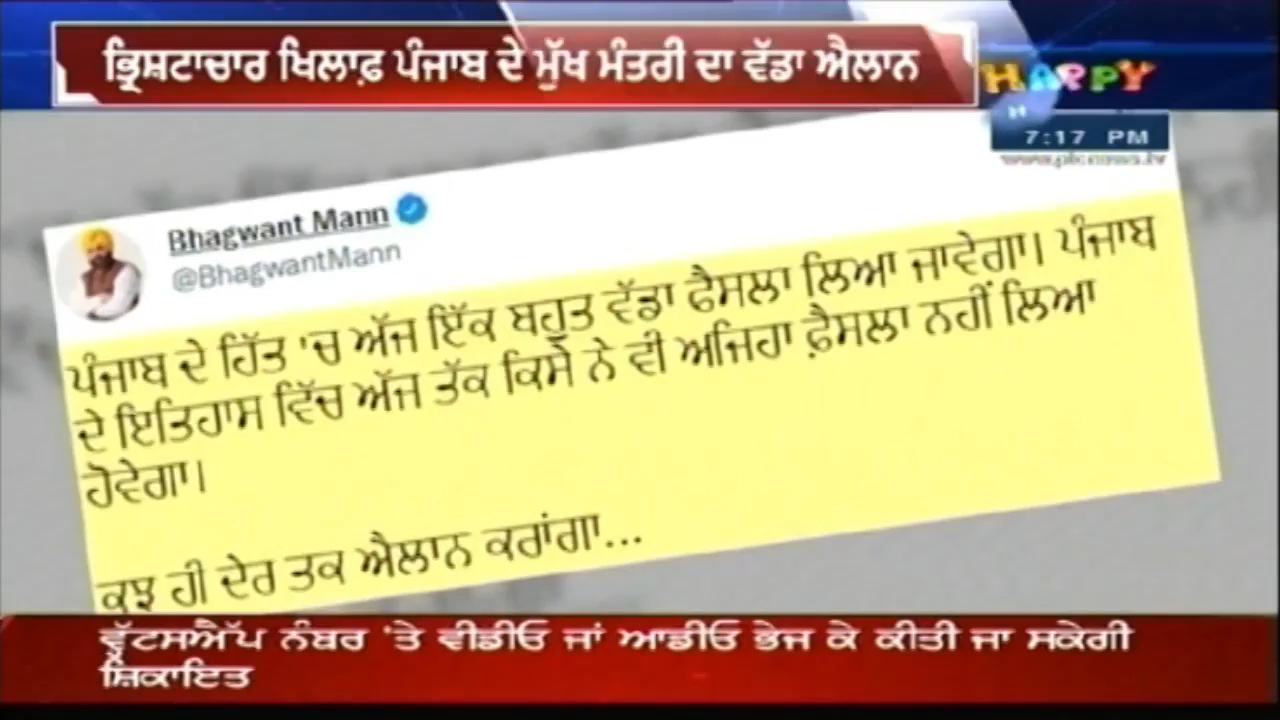 ਭ੍ਰਿਸ਼ਟਾਚਾਰ ਖਿਲਾਫ਼ ਪੰਜਾਬ ਦੇ ਮੁੱਖ ਮੰਤਰੀ ਦਾ ਵੱਡਾ ਐਲਾਨ
HAPPY
H
7:17 PM
Bhagwant Mann
@BhagwantMann
ਪੰਜਾਬ ਦੇ ਹਿੱਤ 'ਚ ਅੱਜ ਇੱਕ ਬਹੁਤ ਵੱਡਾ ਫੈਸਲਾ ਲਿਆ ਜਾਵੇਗਾ। ਪੰਜਾਬ
ਦੇ ਇਤਿਹਾਸ ਵਿੱਚ ਅੱਜ ਤੱਕ ਕਿਸੇ ਨੇ ਵੀ ਅਜਿਹਾ ਫ਼ੈਸਲਾ ਨਹੀਂ ਲਿਆ
ਹੋਵੇਗਾ।
ਕੁਝ ਹੀ ਦੇਰ ਤਕ ਐਲਾਨ ਕਰਾਂਗਾ...
ਵ੍ਹੱਟਸਐੱਪ ਨੰਬਰ 'ਤੇ ਵੀਡੀਓ ਜਾਂ ਆਡੀਓ ਭੇਜ ਕੇ ਕੀਤੀ ਜਾ ਸਕੇਗੀ
ਸ਼ਿਕਾਇਤ